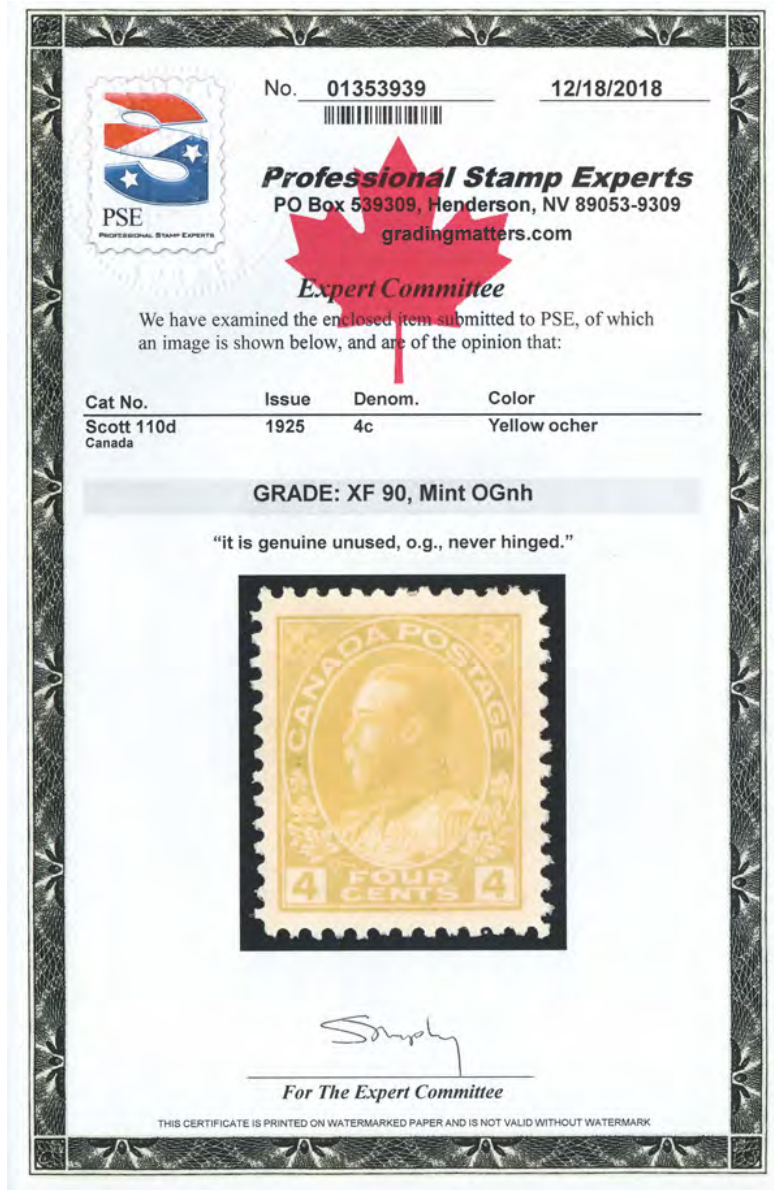 No. 01353939 12/18/2018
PSE
PROFESSIONAL STAMP EXPERTS
Professional Stamp Experts
PO Box 539309, Henderson, NV 89053-9309
gradingmatters.com
Expert Committee
We have examined the enclosed item submitted to PSE, of which
an image is shown below, and are of the opinion that:
Cat No. Issue Denom. Color
Scott 110d 1925 4c Yellow ocher
Canada
GRADE: XF 90, Mint OGnh
“it is genuine unused, o.g., never hinged.”
CANADA POSTAGE
4 FOUR CENTS 4
For The Expert Committee
THIS CERTIFICATE IS PRINTED ON WATERMARKED PAPER AND IS NOT VALID WITHOUT WATERMARK